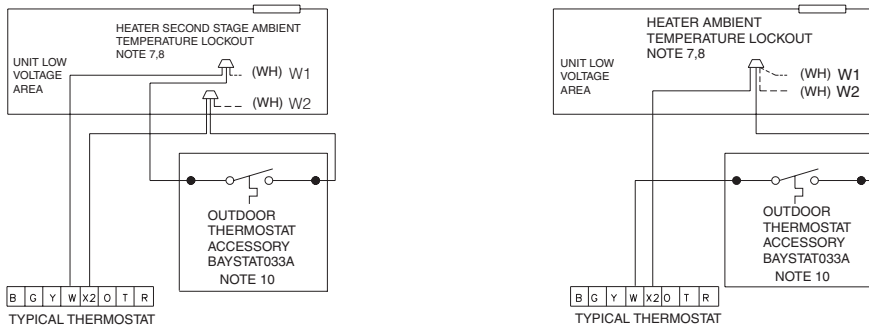 HEATER SECOND STAGE AMBIENT
TEMPERATURE LOCKOUT
NOTE 7,8
UNIT LOW
VOLTAGE
AREA
(WH) W1
(WH) W2
OUTDOOR
THERMOSTAT
ACCESSORY
BAYSTAT033A
NOTE 10
B G Y W X2 O T R
TYPICAL THERMOSTAT
HEATER AMBIENT
TEMPERATURE LOCKOUT
NOTE 7,8
UNIT LOW
VOLTAGE
AREA
(WH) W1
(WH) W2
OUTDOOR
THERMOSTAT
ACCESSORY
BAYSTAT033A
NOTE 10
B G Y W X2 O T R
TYPICAL THERMOSTAT